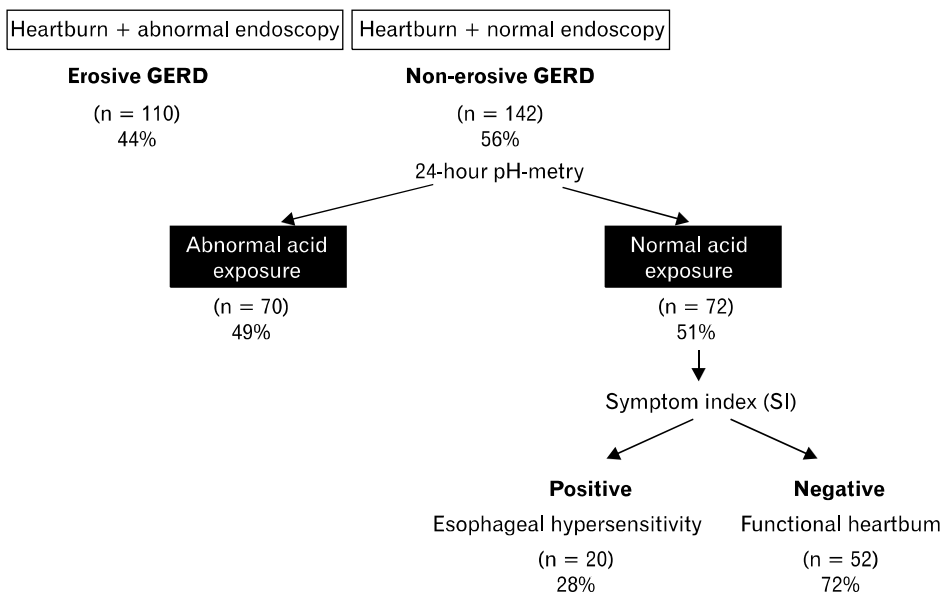 Heartburn + abnormal endoscopy
Heartburn + normal endoscopy
Erosive GERD
(n = 110)
44%
Non-erosive GERD
(n = 142)
56%
24-hour pH-metry
Abnormal acid
exposure
(n = 70)
49%
Normal acid
exposure
(n = 72)
51%
Symptom index (SI)
Positive
Esophageal hypersensitivity
(n = 20)
28%
Negative
Functional heartbum
(n = 52)
72%